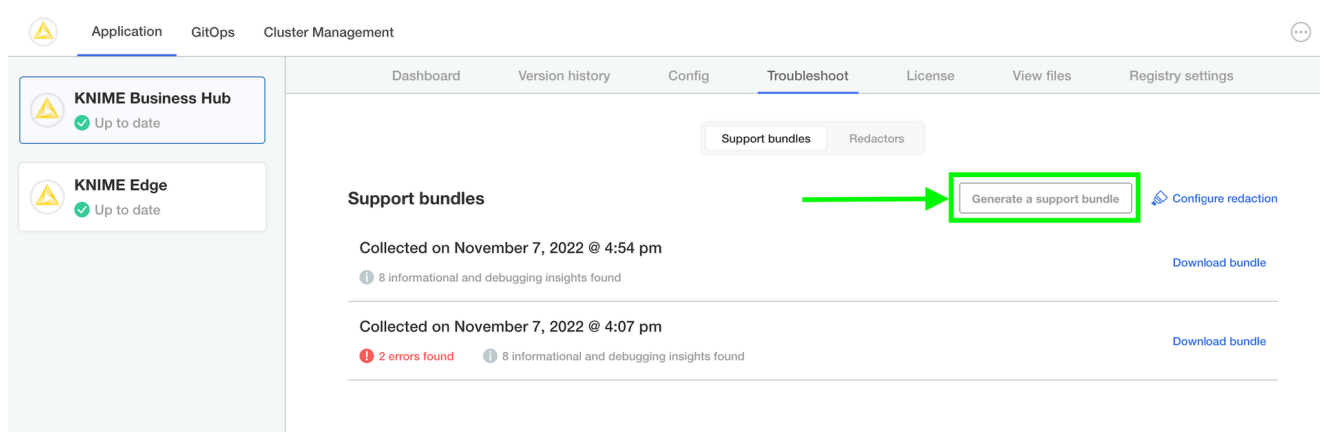 Application GitOps Cluster Management
KNIME Business Hub
Up to date
KNIME Edge
Up to date
Dashboard Version history Config Troubleshoot License View files Registry settings
Support bundles Redactors
Support bundles Generate a support bundle Configure redaction
Collected on November 7, 2022 @ 4:54 pm
8 informational and debugging insights found
Download bundle
Collected on November 7, 2022 @ 4:07 pm
2 errors found 8 informational and debugging insights found
Download bundle